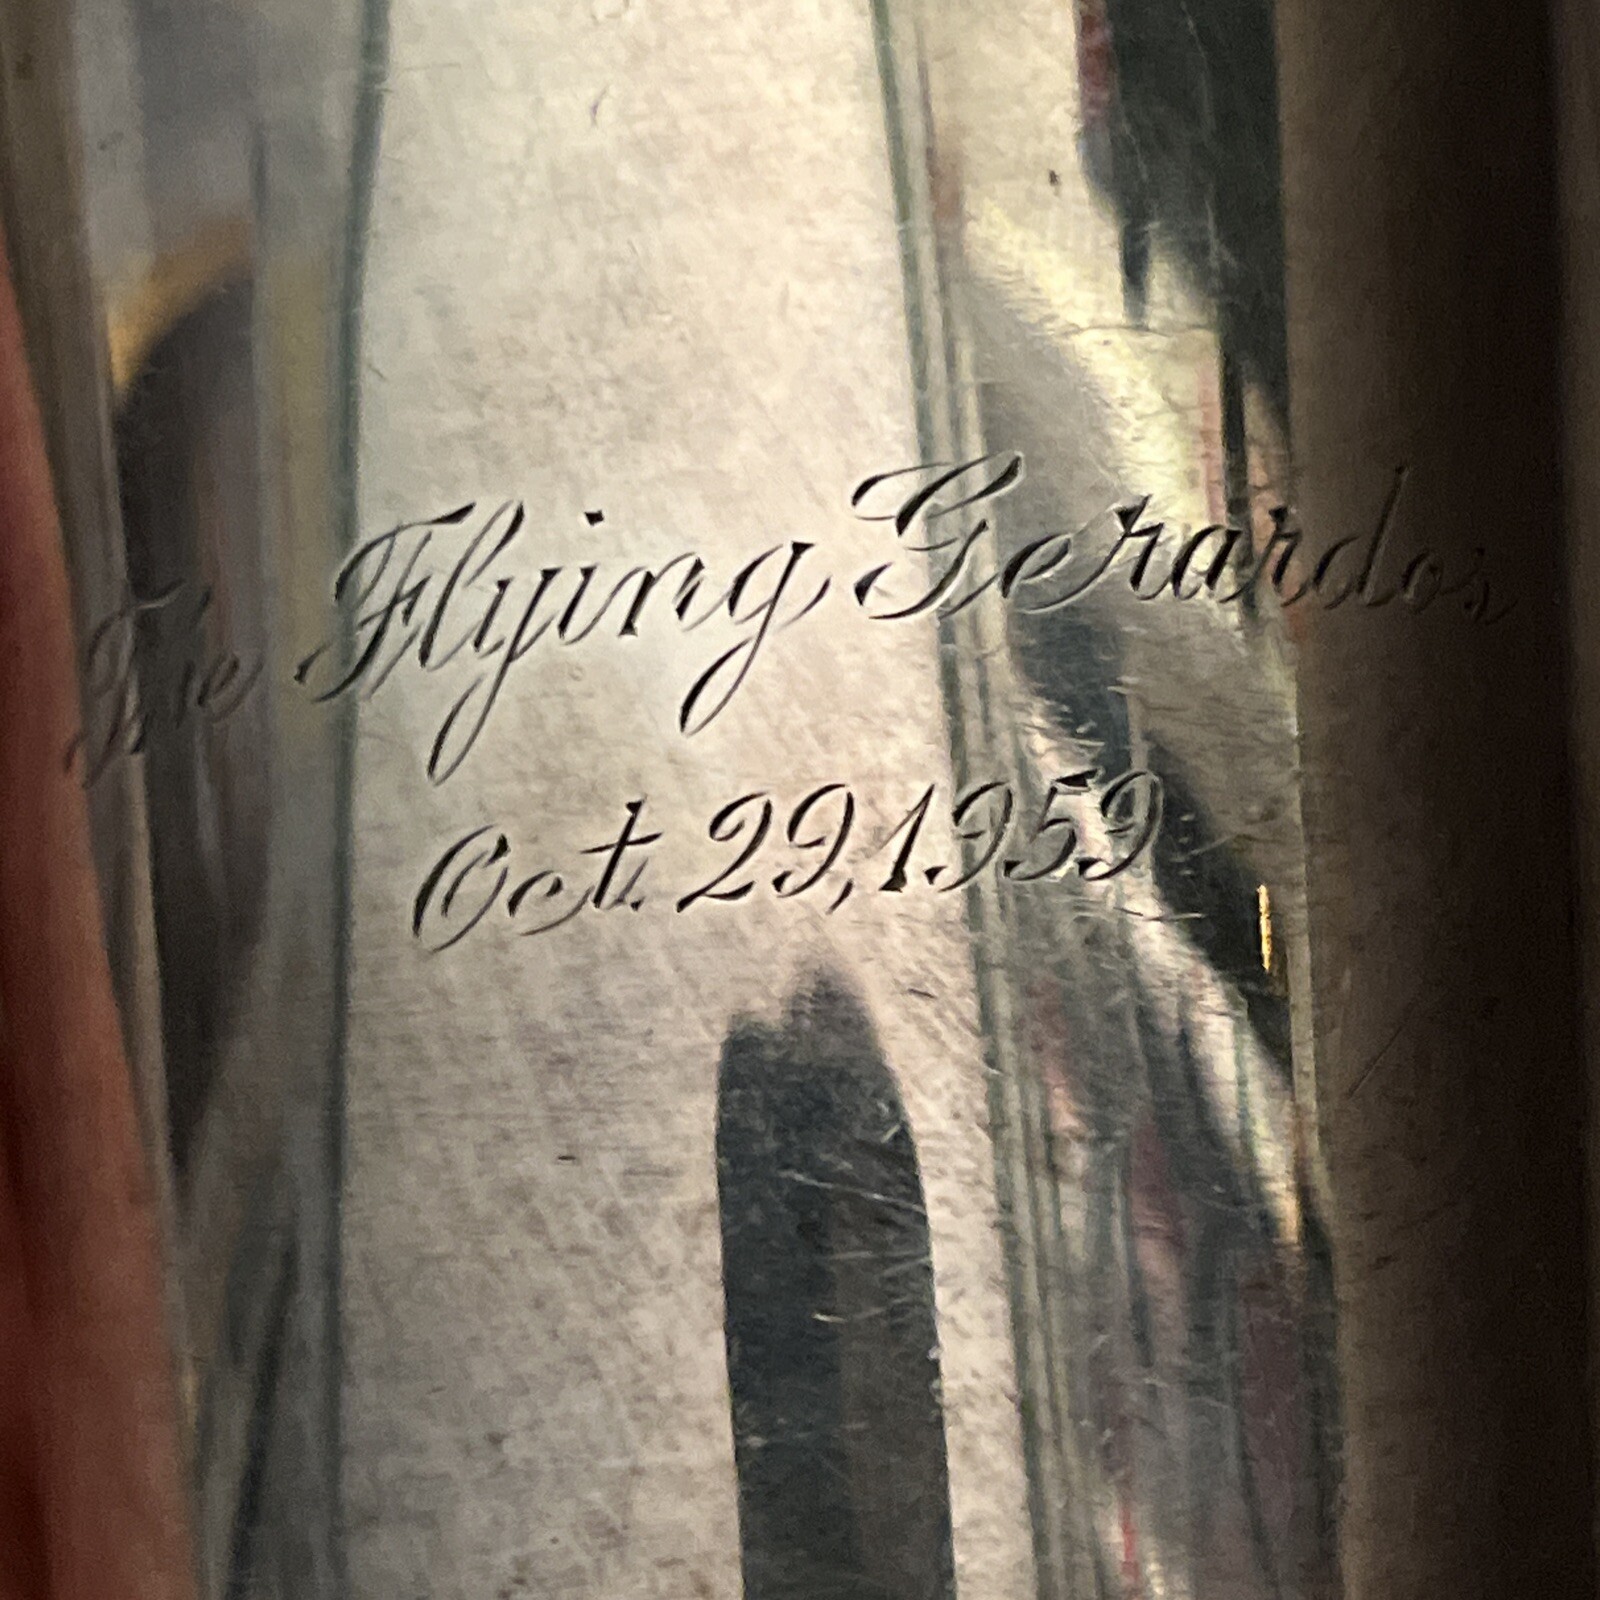 The Flying Gerardos
Oct. 29, 1959